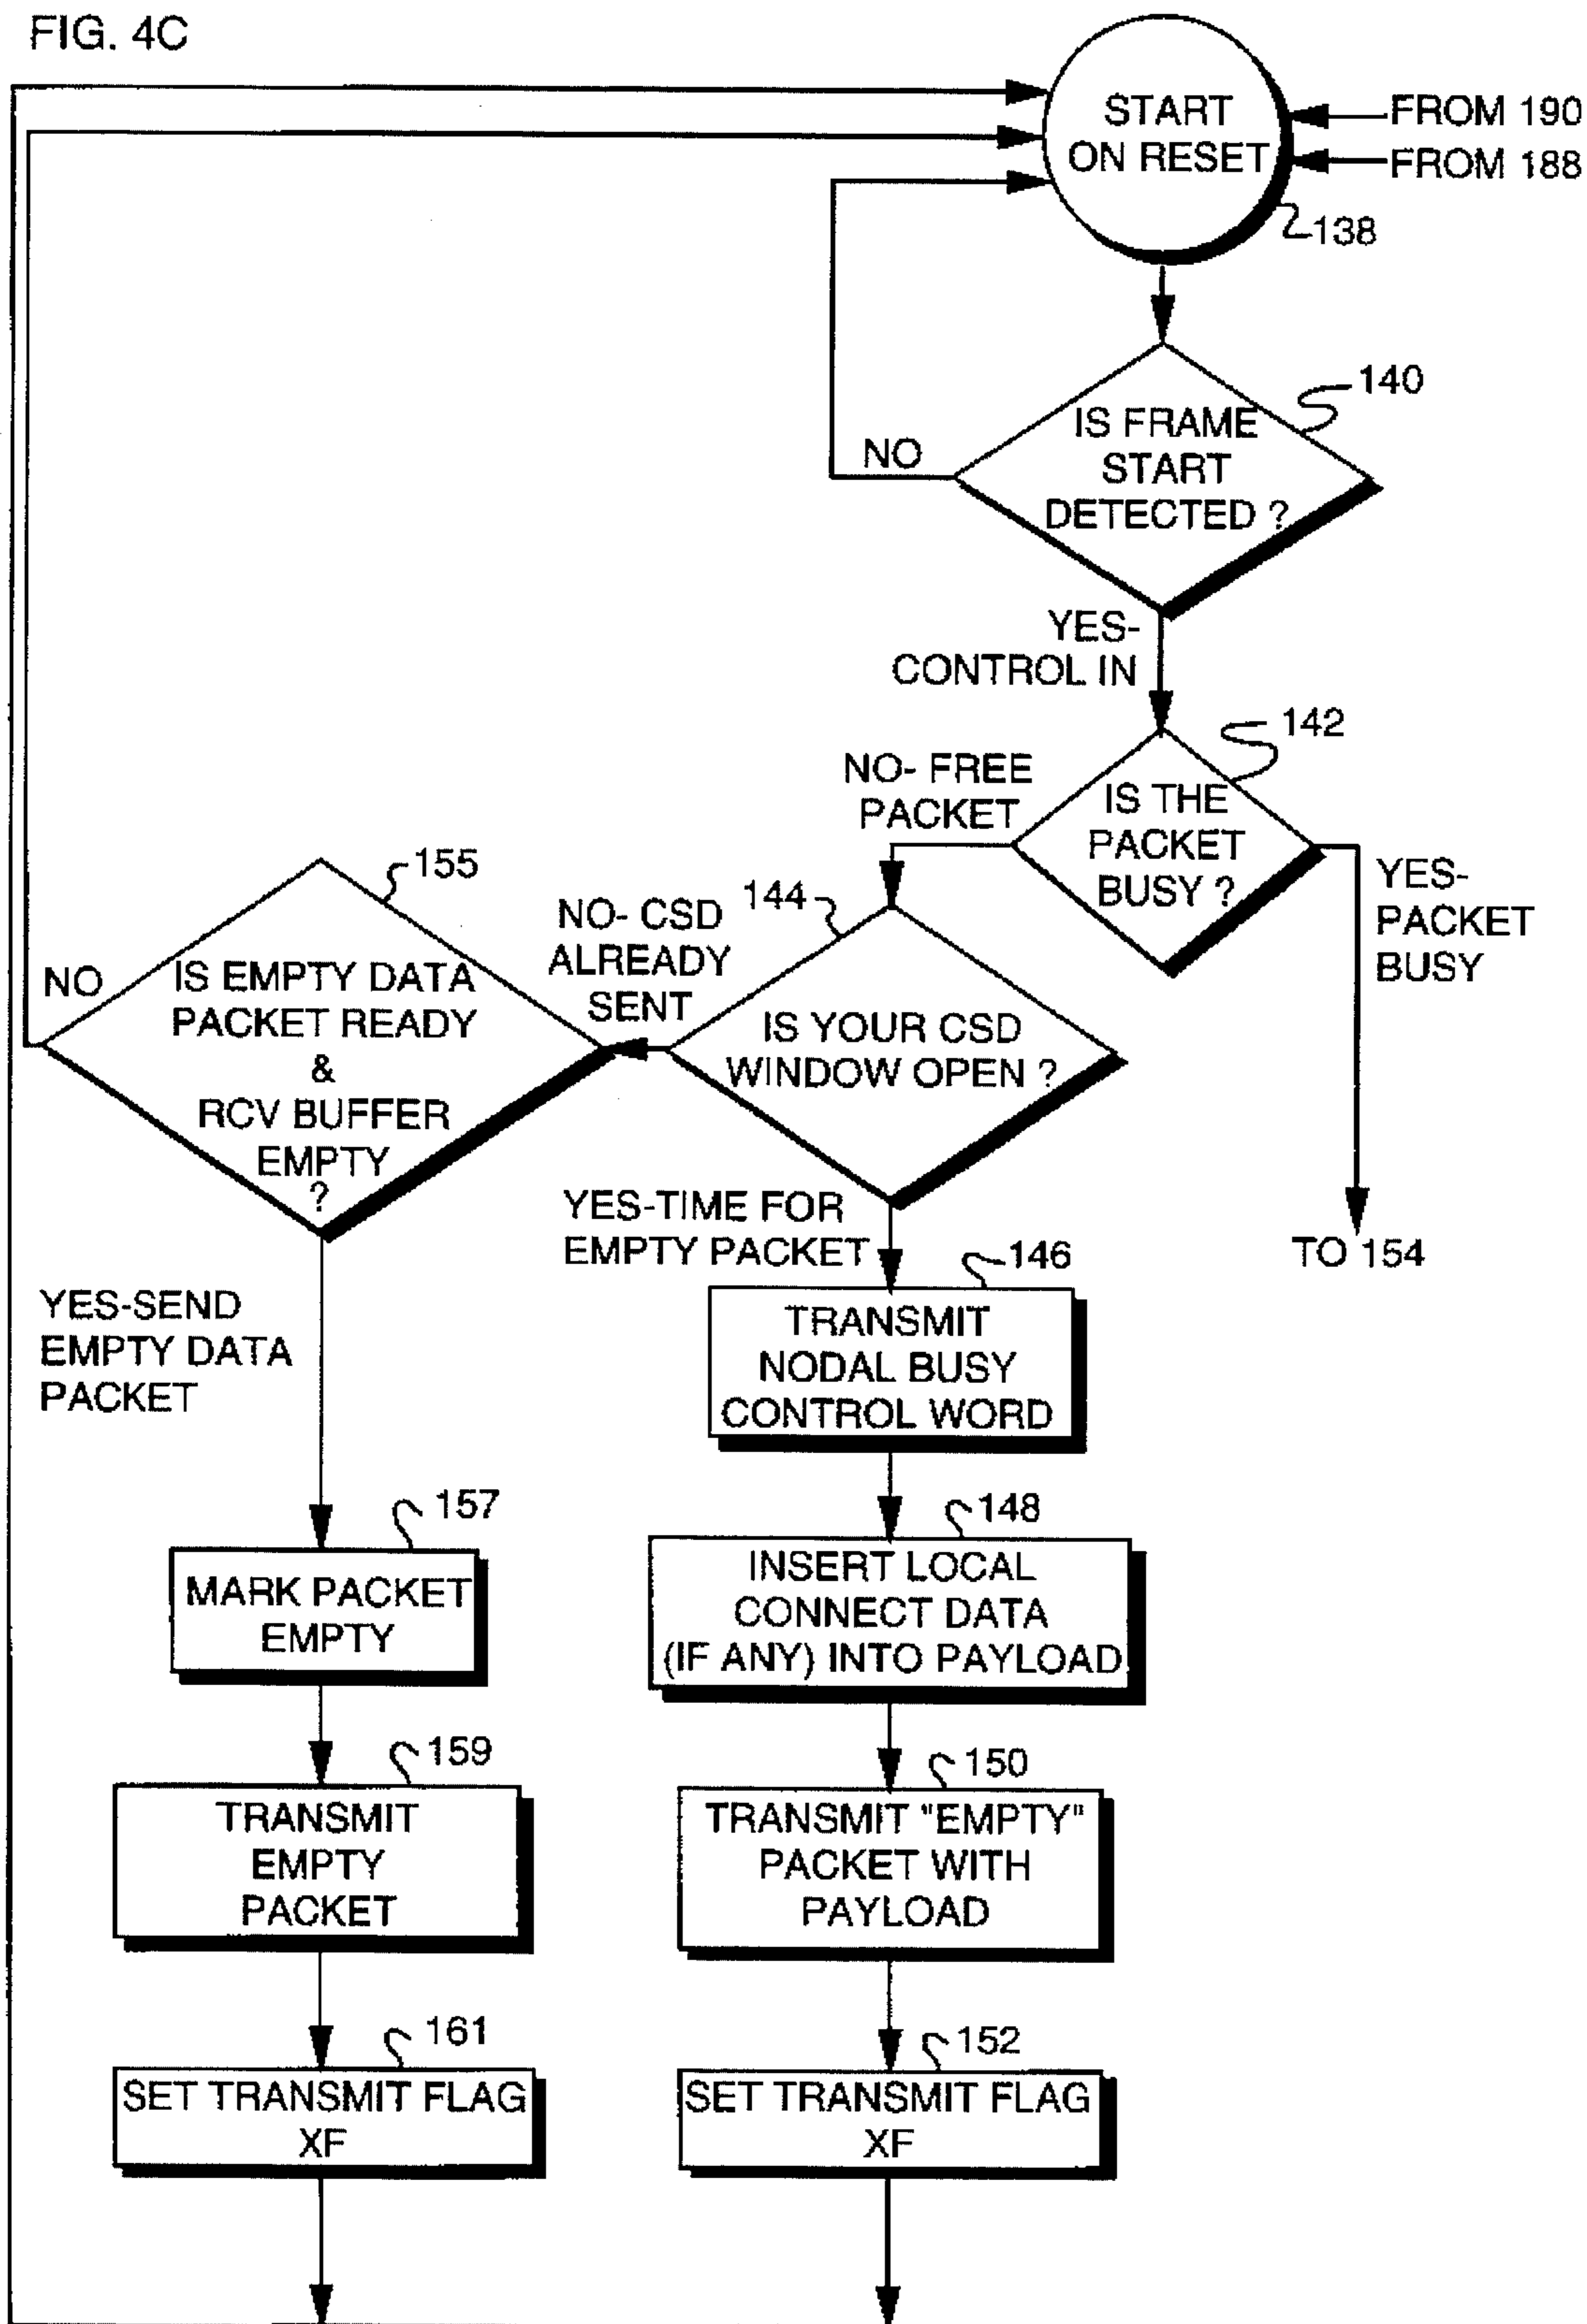 FIG. 4C
START
ON RESET
FROM 190
FROM 188
138
140
IS FRAME
START
DETECTED ?
NO
YES-
CONTROL IN
142
NO- FREE
PACKET
IS THE
PACKET
BUSY ?
YES-
PACKET
BUSY
TO 154
144
IS YOUR CSD
WINDOW OPEN ?
NO- CSD
ALREADY
SENT
155
IS EMPTY DATA
PACKET READY
&
RCV BUFFER
EMPTY
?
NO
YES-SEND
EMPTY DATA
PACKET
YES-TIME FOR
EMPTY PACKET
146
TRANSMIT
NODAL BUSY
CONTROL WORD
148
INSERT LOCAL
CONNECT DATA
(IF ANY) INTO PAYLOAD
157
MARK PACKET
EMPTY
159
TRANSMIT
EMPTY
PACKET
150
TRANSMIT "EMPTY"
PACKET WITH
PAYLOAD
161
SET TRANSMIT FLAG
XF
152
SET TRANSMIT FLAG
XF